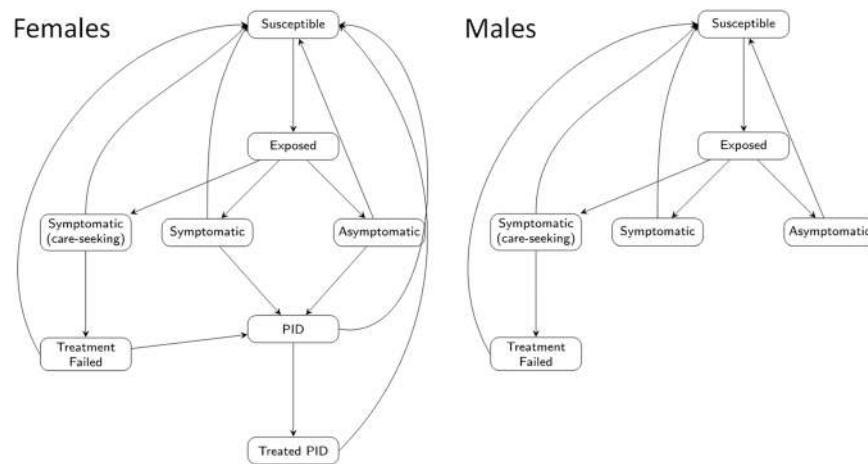 Females
Susceptible
Exposed
Symptomatic
(care-seeking)
Symptomatic
Asymptomatic
PID
Treatment
Failed
Treated PID
Males
Susceptible
Exposed
Symptomatic
(care-seeking)
Symptomatic
Asymptomatic
Treatment
Failed